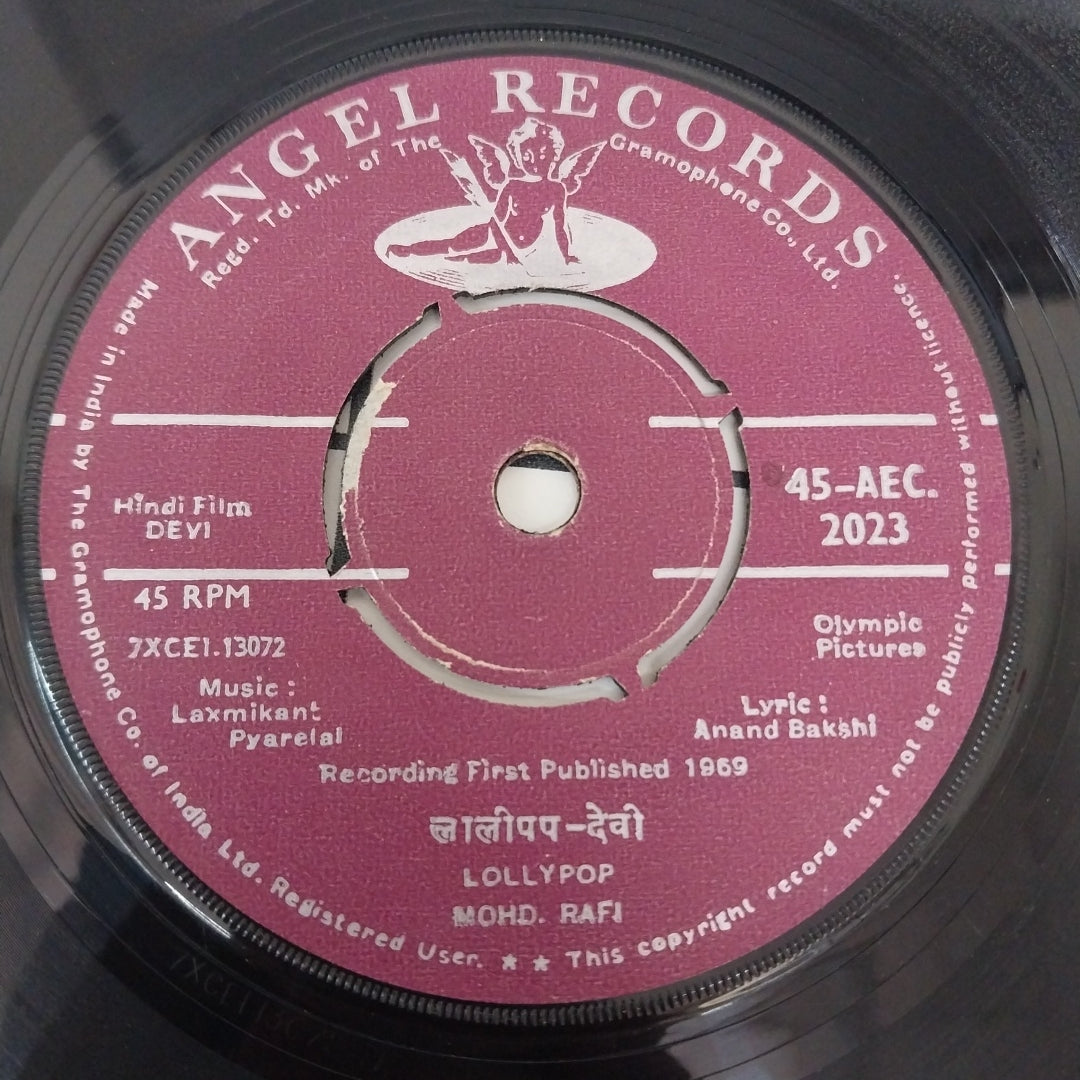 ANGEL RECORDS
Regd. Td. Mk. of The Gramophone Co., Ltd.
Hindi Film
DEVI
45-AEC.
2023
45 RPM
7XCE1.13072
Olympic
Pictures
Music :
Laxmikant
Pyarelal
Lyric :
Anand Bakshi
Recording First Published 1969
लालीपप-देवी
LOLLYPOP
MOHD. RAFI
Made in India by The Gramophone Co. of India Ltd. Registered User. ★ ★ This copyright record must not be publicly performed without licence.